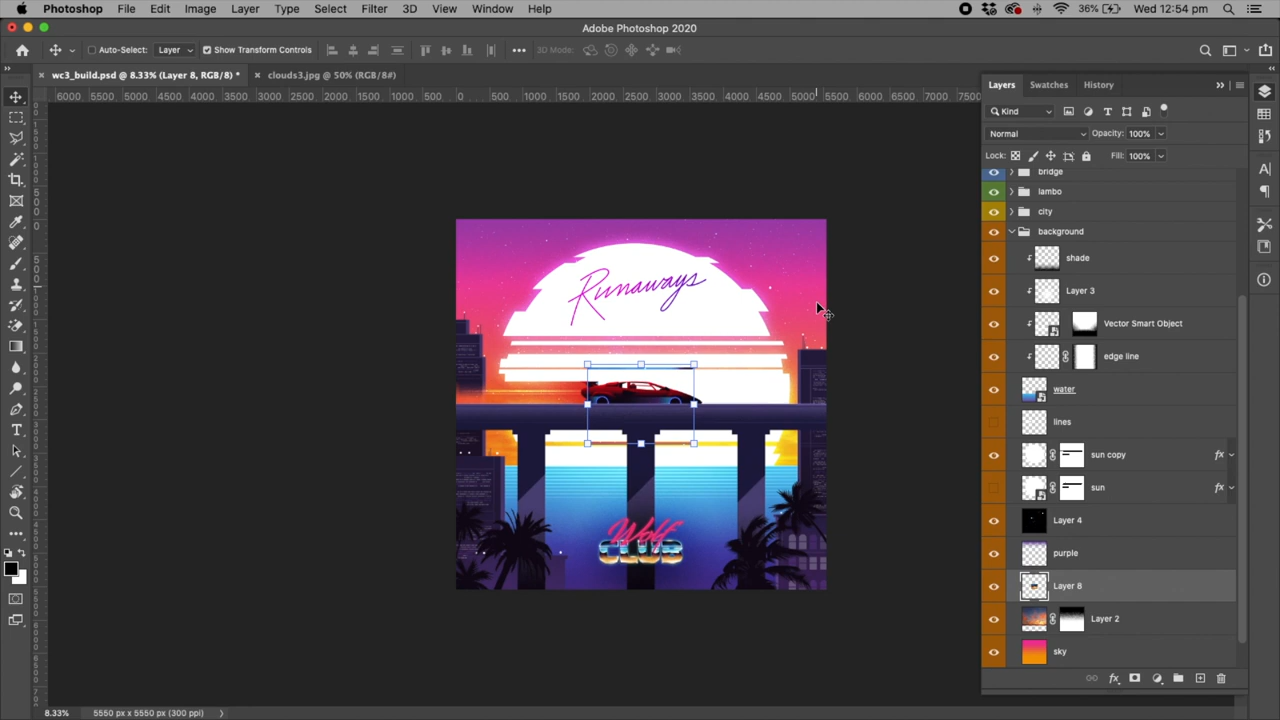 Photoshop File Edit Image Layer Type Select Filter 3D View Window Help 36% Wed 12:54 pm
Adobe Photoshop 2020
Auto-Select: Layer Show Transform Controls 3D Mode:
wc3_build.psd @ 8.33% (Layer 8, RGB/8) * clouds3.jpg @ 50% (RGB/8#)
6000 5500 5000 4500 4000 3500 3000 2500 2000 1500 1000 500 0 500 1000 1500 2000 2500 3000 3500 4000 4500 5000 5500 6000 6500 7000 7500
Layers Swatches History
Kind
Normal Opacity: 100%
Lock: Fill: 100%
bridge
lambo
city
background
shade
Layer 3
Vector Smart Object
edge line
water
lines
sun copy fx
sun fx
Layer 4
purple
Layer 8
Layer 2
sky
Runaways
Wolf
CLUB
8.33% 5550 px x 5550 px (300 ppi)